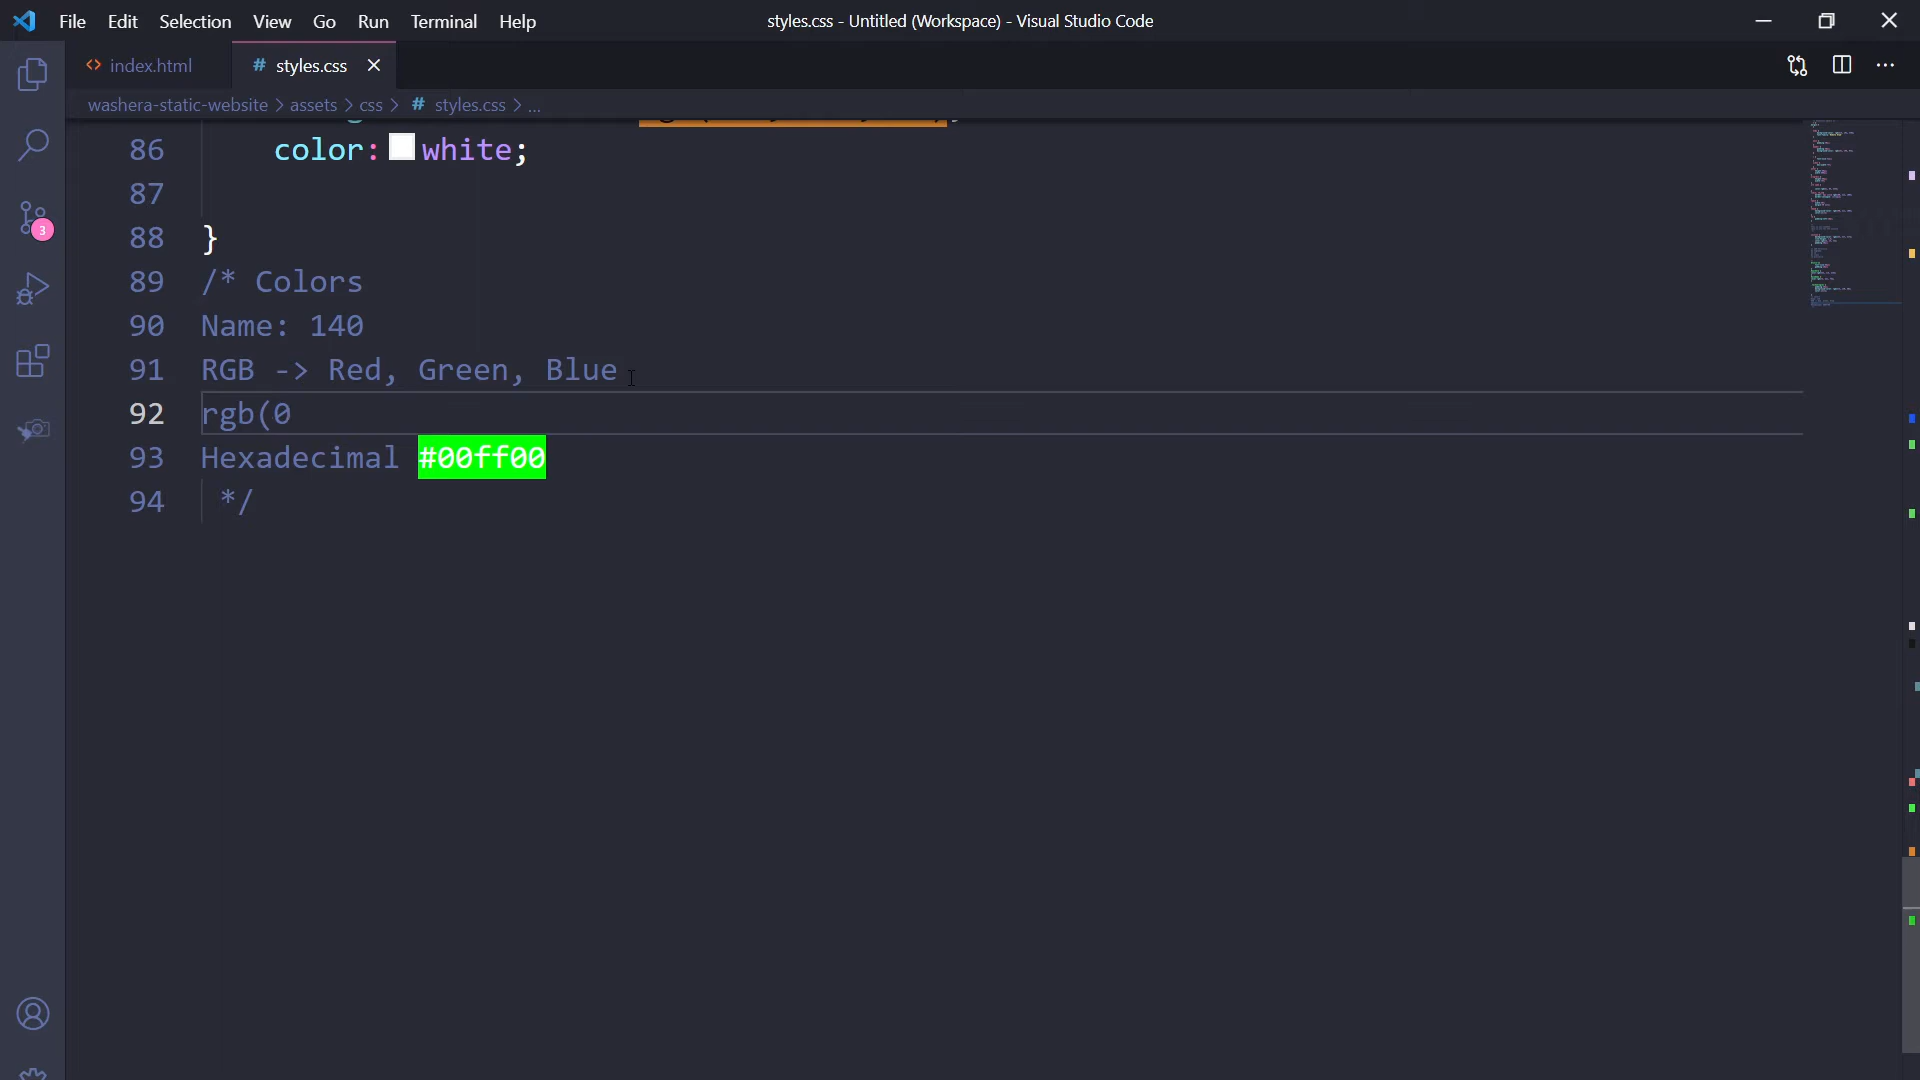 File Edit Selection View Go Run Terminal Help
styles.css - Untitled (Workspace) - Visual Studio Code
index.html
# styles.css
washera-static-website > assets > css > # styles.css > ...
86 color: white;
87
88 }
89 /* Colors
90 Name: 140
91 RGB -> Red, Green, Blue
92 rgb(0
93 Hexadecimal #00ff00
94 */
3